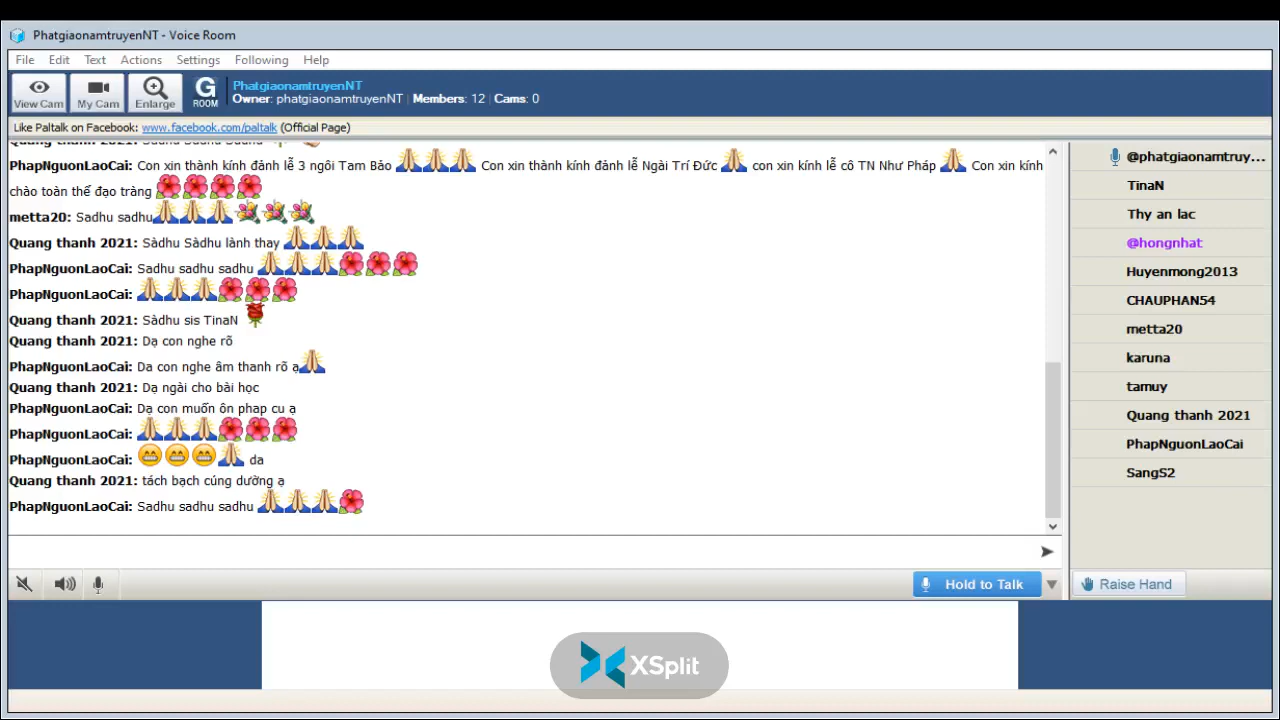 PhatgiaonamtruyenNT - Voice Room
File Edit Text Actions Settings Following Help
View Cam My Cam Enlarge G ROOM
PhatgiaonamtruyenNT
Owner: phatgiaonamtruyenNT | Members: 12 | Cams: 0
Like Paltalk on Facebook: www.facebook.com/paltalk (Official Page)
PhapNguonLaoCai: Con xin thành kính đảnh lễ 3 ngôi Tam Bảo 🙏🙏🙏 Con xin thành kính đảnh lễ Ngài Trí Đức 🙏 con xin kính lễ cô TN Như Pháp 🙏 Con xin kính
chào toàn thể đạo tràng 🌺🌺🌺🌺
metta20: Sadhu sadhu🙏🙏🙏💐💐💐
Quang thanh 2021: Sàdhu Sàdhu lành thay 🙏🙏🙏
PhapNguonLaoCai: Sadhu sadhu sadhu 🙏🙏🙏🌺🌺🌺
PhapNguonLaoCai: 🙏🙏🙏🌺🌺🌺
Quang thanh 2021: Sàdhu sis TinaN 🌹
Quang thanh 2021: Dạ con nghe rõ
PhapNguonLaoCai: Da con nghe âm thanh rõ ạ🙏
Quang thanh 2021: Dạ ngài cho bài học
PhapNguonLaoCai: Dạ con muốn ôn phap cu ạ
PhapNguonLaoCai: 🙏🙏🙏🌺🌺🌺
PhapNguonLaoCai: 😁😁😁🙏 da
Quang thanh 2021: tách bạch cúng dường ạ
PhapNguonLaoCai: Sadhu sadhu sadhu 🙏🙏🙏🌺
@phatgiaonamtruy...
TinaN
Thy an lac
@hongnhat
Huyenmong2013
CHAUPHAN54
metta20
karuna
tamuy
Quang thanh 2021
PhapNguonLaoCai
SangS2
Hold to Talk
Raise Hand
XSplit